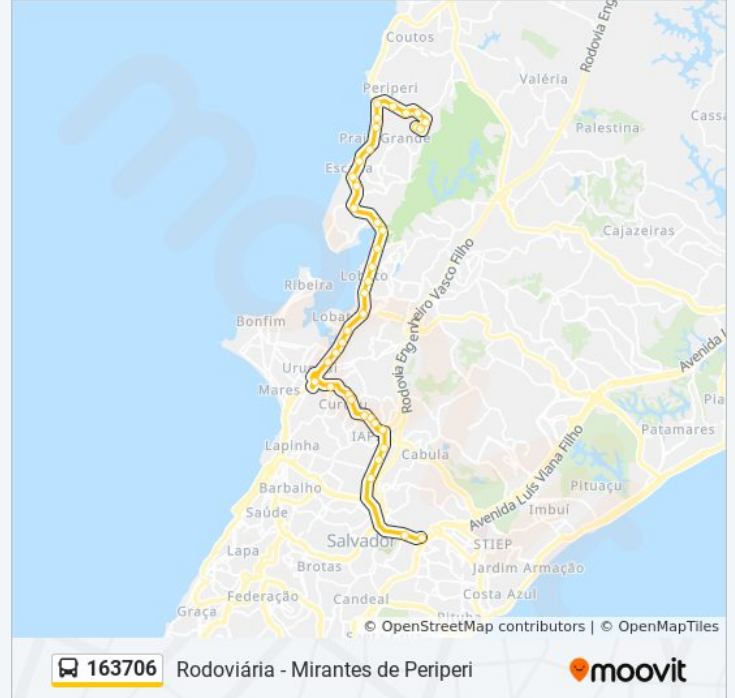 Coutos
Periperi
Valéria
Rodovia Eng
Palestina
Cassa
Praia Grande
Escada
Cajazeiras
Lobato
Rodovia Engenheiro Vasco Filho
Ribeira
Bonfim
Lobat
Avenida L
Uruguai
Mares
Curuzu
Pia
Patamares
IAPI
Lapinha
Cabula
Avenida Luís Viana Filho
Barbalho
Pituaçu
Saúde
Imbuí
Salvador
STIEP
Lapa
Brotas
Jardim Armação
Federação
Candeal
Costa Azul
Graça
Pituba
© OpenStreetMap contributors | © OpenMapTiles
163706 Rodoviária - Mirantes de Periperi
moovit